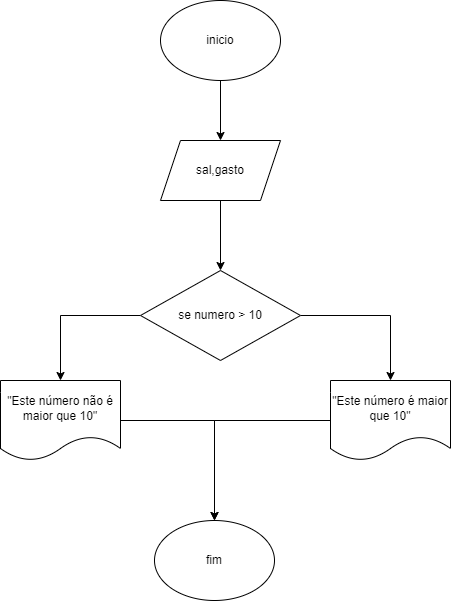 inicio
sal,gasto
se numero > 10
"Este número não é
maior que 10"
"Este número é maior
que 10"
fim